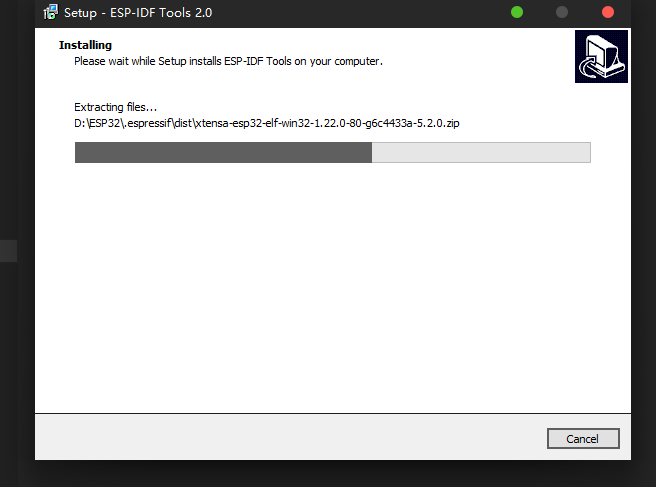 Setup - ESP-IDF Tools 2.0
Installing
Please wait while Setup installs ESP-IDF Tools on your computer.
Extracting files...
D:\ESP32\.espressif\dist\xtensa-esp32-elf-win32-1.22.0-80-g6c4433a-5.2.0.zip
Cancel